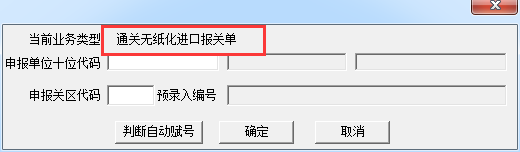 当前业务类型 通关无纸化进口报关单
申报单位十位代码
申报关区代码 预录入编号
判断自动赋号 确定 取消